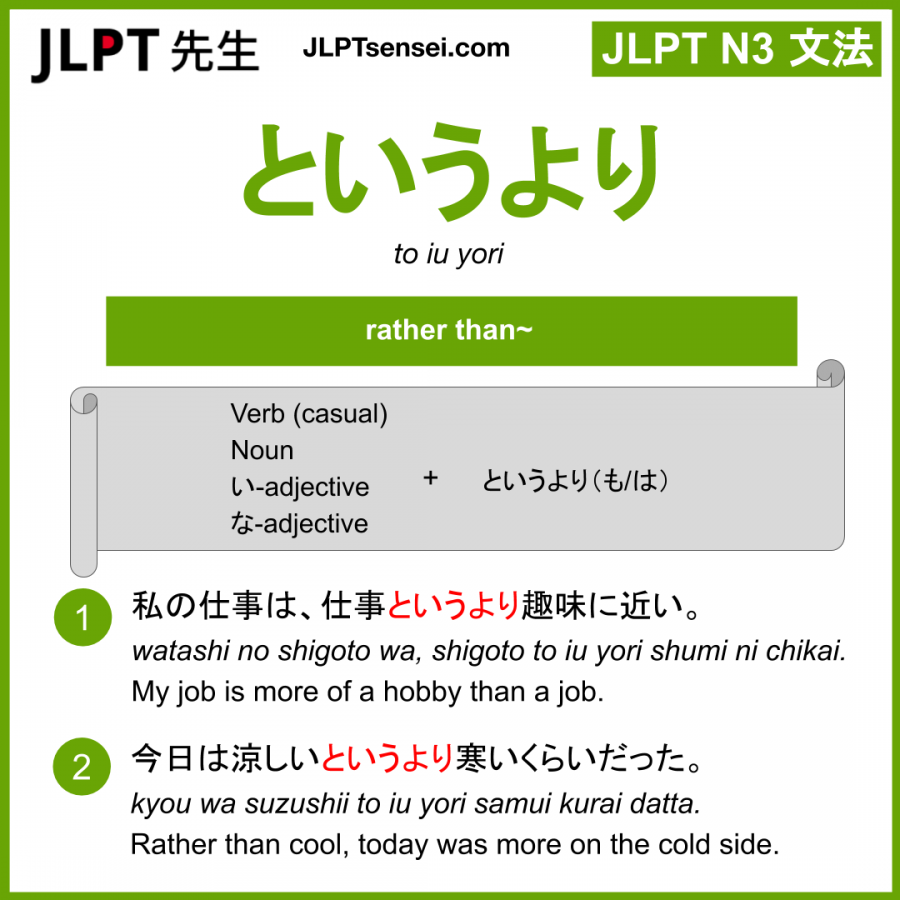 JLPT 先生
JLPTsensei.com
JLPT N3 文法
というより
to iu yori
rather than~
Verb (casual)
Noun
い-adjective
な-adjective
+
というより（も/は）
1
私の仕事は、仕事というより趣味に近い。
watashi no shigoto wa, shigoto to iu yori shumi ni chikai.
My job is more of a hobby than a job.
2
今日は涼しいというより寒いくらいだった。
kyou wa suzushii to iu yori samui kurai datta.
Rather than cool, today was more on the cold side.